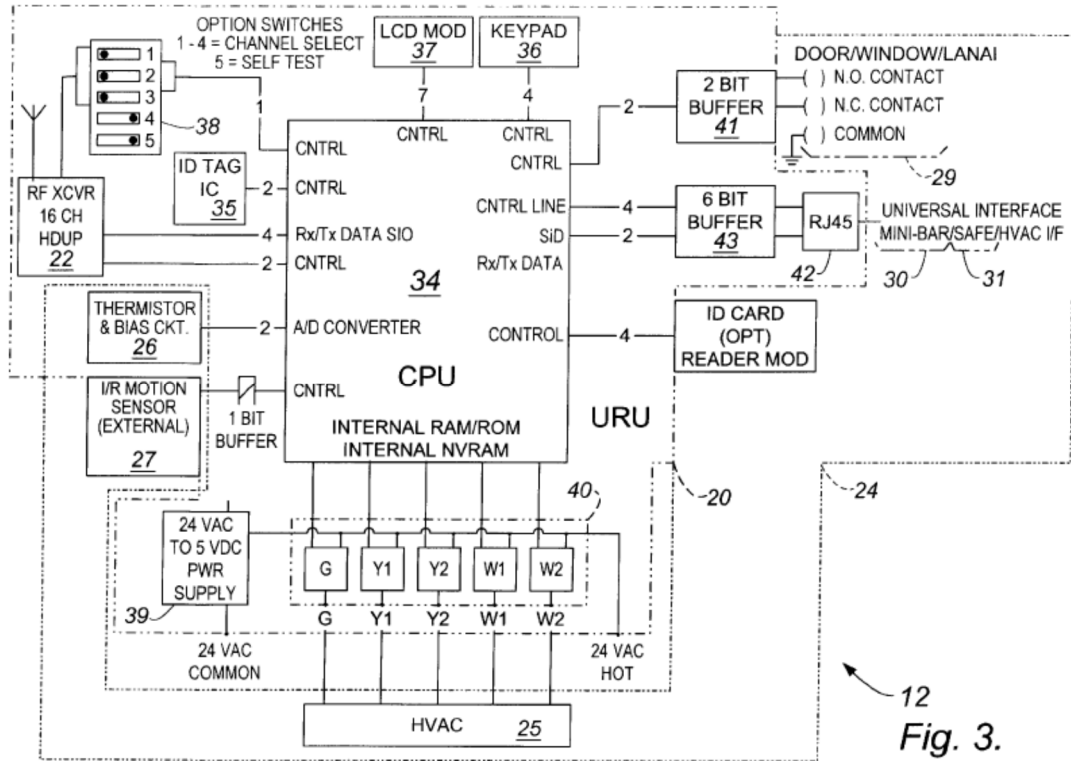 OPTION SWITCHES
1 - 4 = CHANNEL SELECT
5 = SELF TEST
1
2
3
4
5
38
1
LCD MOD
37
7
KEYPAD
36
4
2 BIT
BUFFER
41
2
DOOR/WINDOW/LANAI
( ) N.O. CONTACT
( ) N.C. CONTACT
( ) COMMON
29
RF XCVR
16 CH
HDUP
22
ID TAG
IC
35
2
4
2
CNTRL
CNTRL
CNTRL
CNTRL
CNTRL
Rx/Tx DATA SIO
CNTRL
A/D CONVERTER
CNTRL
CNTRL LINE
SiD
Rx/Tx DATA
CONTROL
34
CPU
INTERNAL RAM/ROM
INTERNAL NVRAM
4
2
6 BIT
BUFFER
43
RJ45
42
UNIVERSAL INTERFACE
MINI-BAR/SAFE/HVAC I/F
30
31
THERMISTOR
& BIAS CKT.
26
2
4
ID CARD
(OPT)
READER MOD
I/R MOTION
SENSOR
(EXTERNAL)
27
1 BIT
BUFFER
URU
20
24
24 VAC
TO 5 VDC
PWR
SUPPLY
39
40
G
Y1
Y2
W1
W2
G
Y1
Y2
W1
W2
24 VAC
COMMON
24 VAC
HOT
HVAC
25
12
Fig. 3.